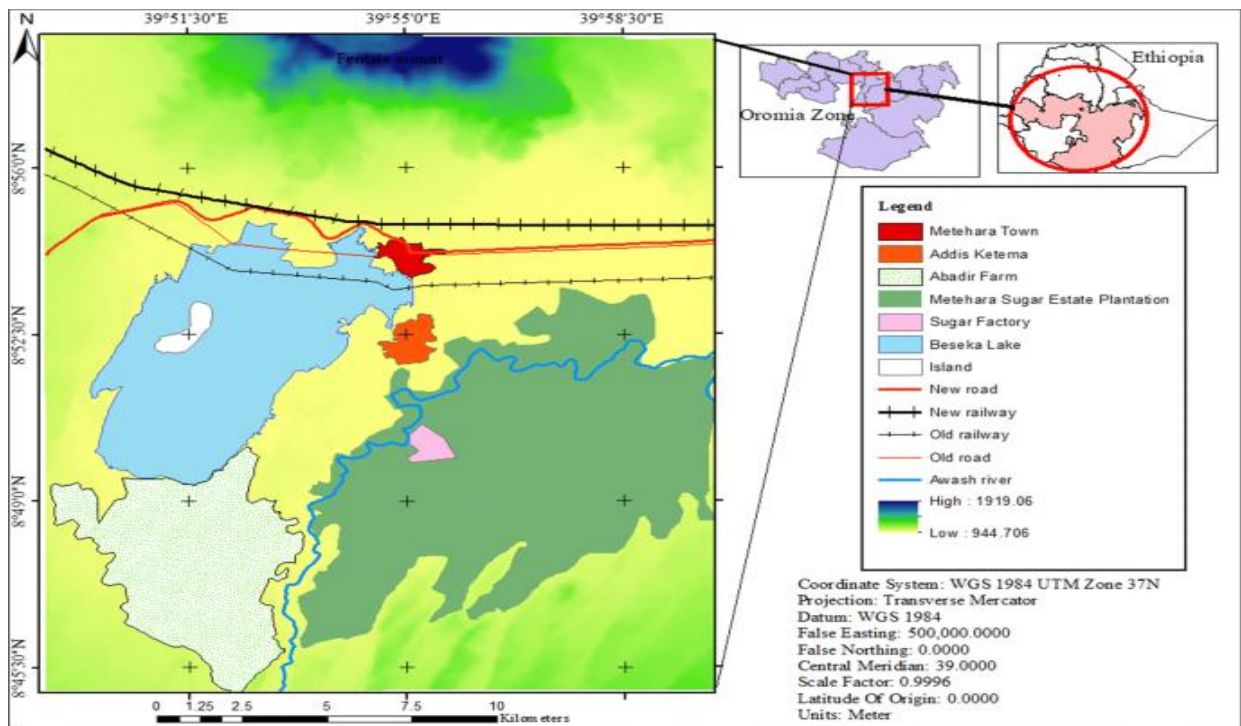 N
39°51'30"E
39°55'0"E
39°58'30"E
Fentale mount
8°56'0"N
8°52'30"N
8°49'0"N
8°45'30"N
Oromia Zone
Ethiopia
Legend
Metehara Town
Addis Ketema
Abadir Farm
Metehara Sugar Estate Plantation
Sugar Factory
Beseka Lake
Island
New road
New railway
Old railway
Old road
Awash river
High : 1919.06
Low : 944.706
Coordinate System: WGS 1984 UTM Zone 37N
Projection: Transverse Mercator
Datum: WGS 1984
False Easting: 500,000.0000
False Northing: 0.0000
Central Meridian: 39.0000
Scale Factor: 0.9996
Latitude Of Origin: 0.0000
Units: Meter
0 1.25 2.5 5 7.5 10
Kilometers